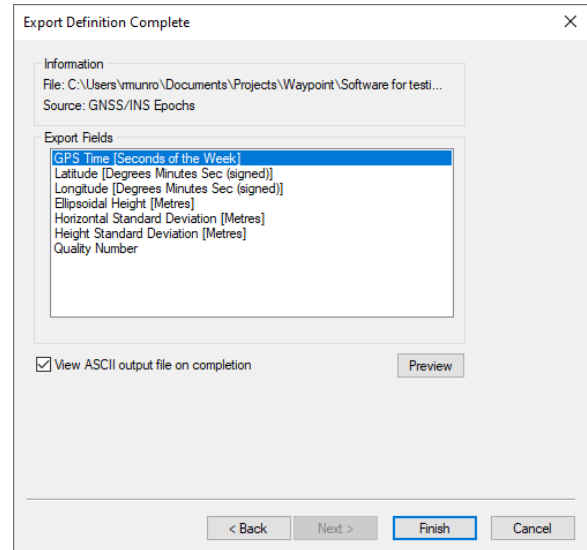 Export Definition Complete
Information
File: C:\Users\rmunro\Documents\Projects\Waypoint\Software for testi...
Source: GNSS/INS Epochs
Export Fields
GPS Time [Seconds of the Week]
Latitude [Degrees Minutes Sec (signed)]
Longitude [Degrees Minutes Sec (signed)]
Ellipsoidal Height [Metres]
Horizontal Standard Deviation [Metres]
Height Standard Deviation [Metres]
Quality Number
View ASCII output file on completion
Preview
< Back
Next >
Finish
Cancel